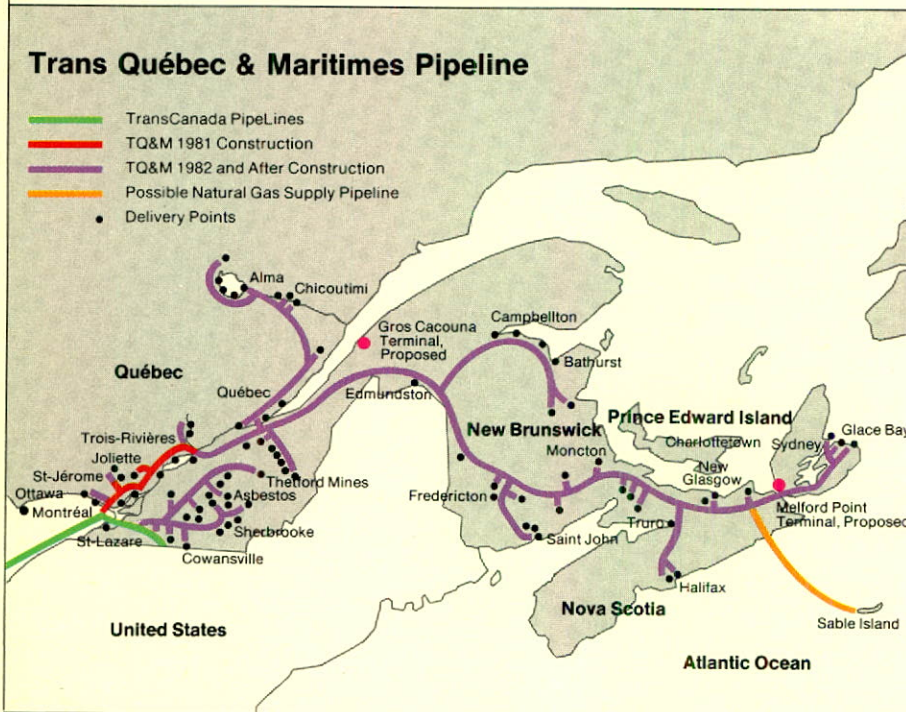 Trans Québec & Maritimes Pipeline
TransCanada PipeLines
TQ&M 1981 Construction
TQ&M 1982 and After Construction
Possible Natural Gas Supply Pipeline
Delivery Points
Alma
Chicoutimi
Gros Cacouna
Terminal,
Proposed
Campbellton
Bathurst
Québec
Québec
Edmundston
Prince Edward Island
Charlottetown
Sydney
Glace Bay
New Brunswick
Moncton
New
Glasgow
Trois-Rivières
Joliette
St-Jérôme
Ottawa
Montréal
Thetford Mines
Asbestos
Sherbrooke
St-Lazare
Cowansville
Fredericton
Saint John
Truro
Melford Point
Terminal, Proposed
Halifax
Nova Scotia
Sable Island
United States
Atlantic Ocean